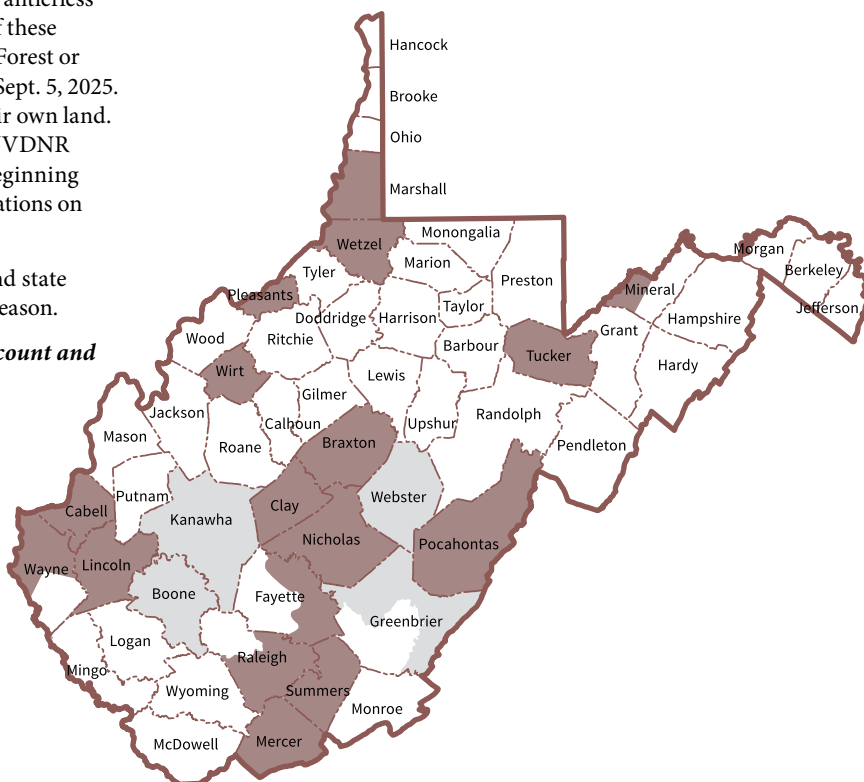 antlerless
f these
Forest or
Sept. 5, 2025.
ir own land.
VDNR
eginning
ations on
nd state
eason.
count and
Hancock
Brooke
Ohio
Marshall
Wetzel
Monongalia
Marion
Tyler
Preston
Morgan
Berkeley
Jefferson
Mineral
Hampshire
Grant
Hardy
Pleasants
Doddridge
Harrison
Taylor
Wood
Ritchie
Barbour
Tucker
Wirt
Lewis
Gilmer
Jackson
Calhoun
Upshur
Randolph
Mason
Roane
Braxton
Pendleton
Putnam
Webster
Cabell
Kanawha
Clay
Nicholas
Pocahontas
Wayne
Lincoln
Boone
Fayette
Greenbrier
Logan
Raleigh
Mingo
Wyoming
Summers
Monroe
McDowell
Mercer